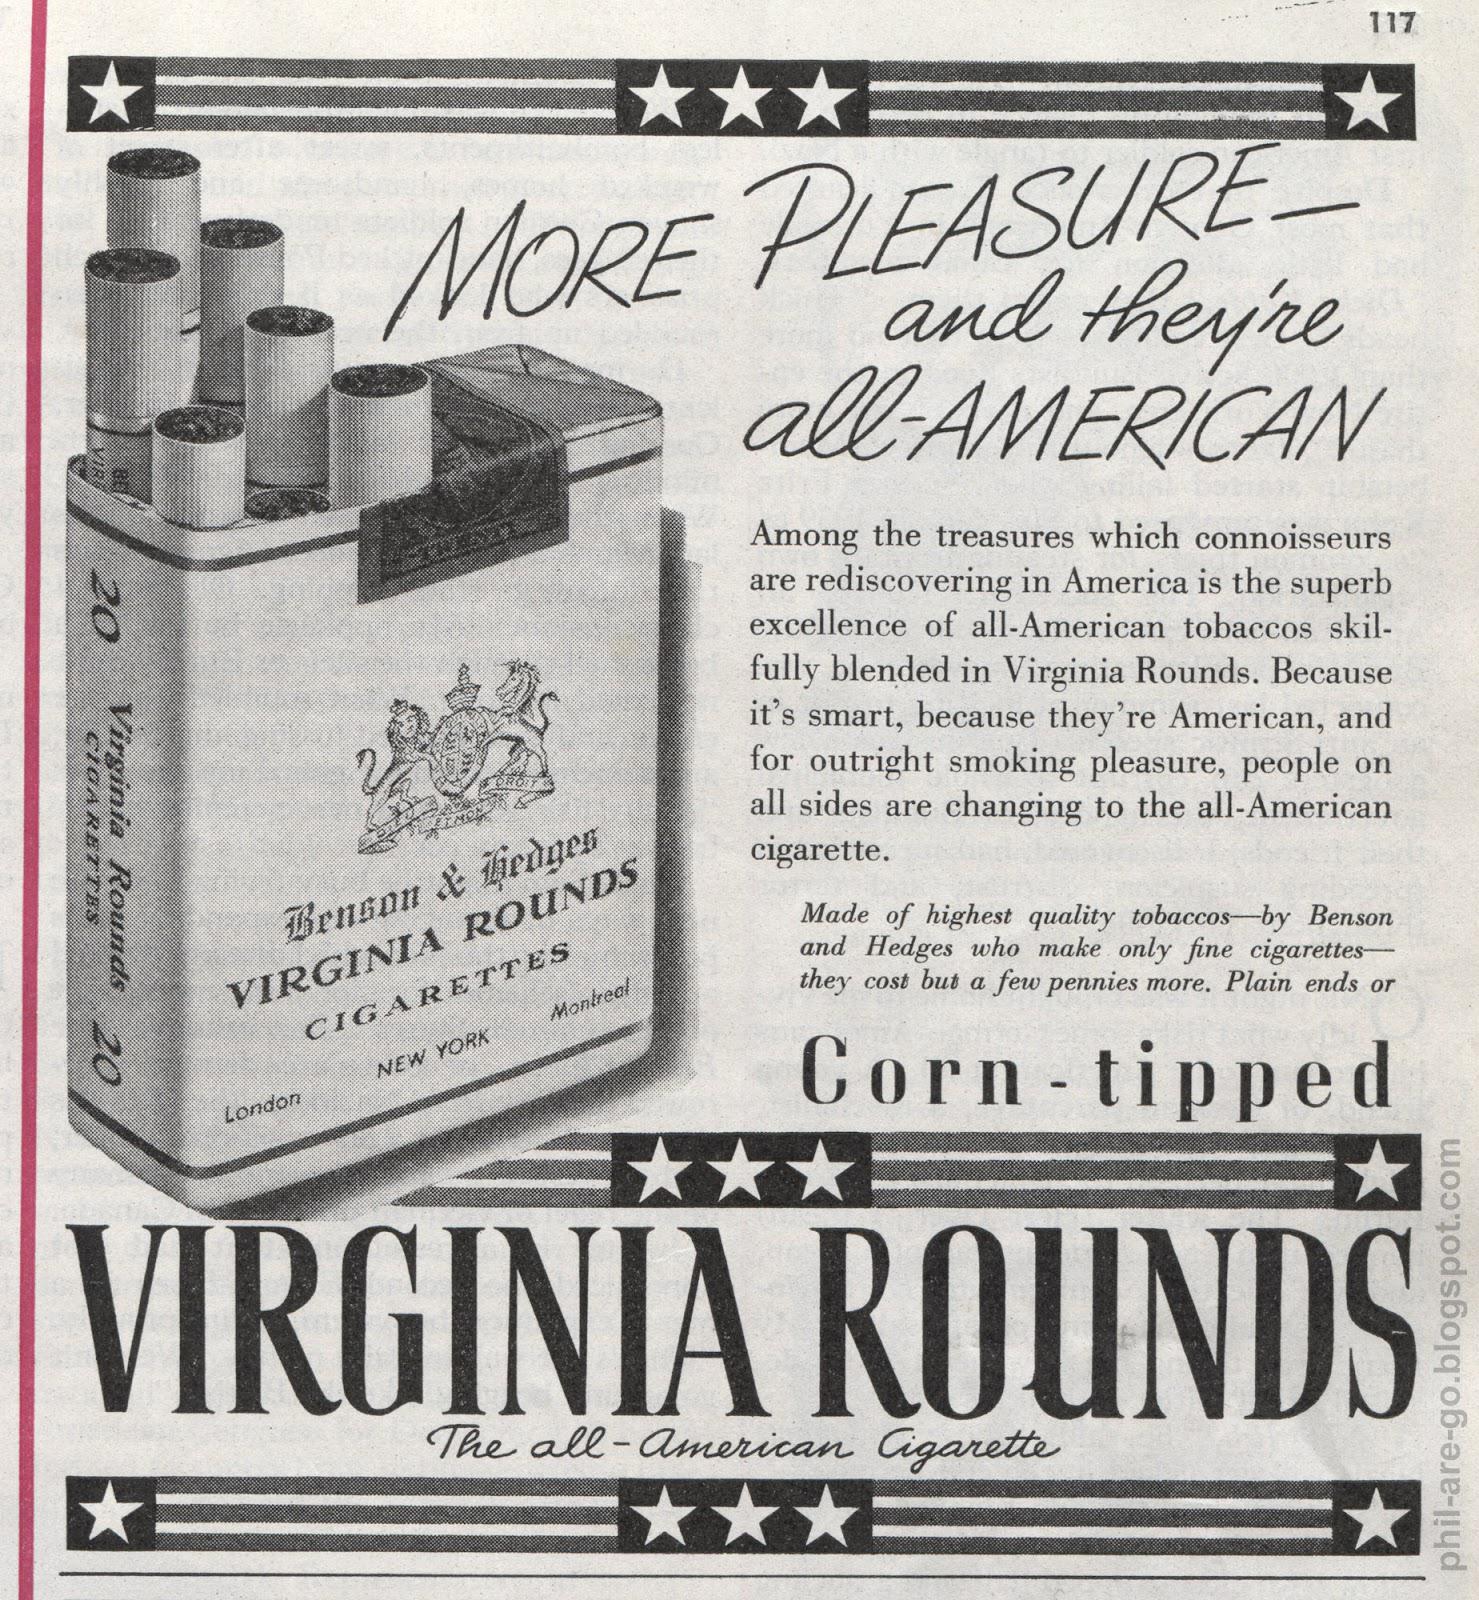 117
MORE PLEASURE—
and they're
all-AMERICAN
Among the treasures which connoisseurs
are rediscovering in America is the superb
excellence of all-American tobaccos skil-
fully blended in Virginia Rounds. Because
it's smart, because they're American, and
for outright smoking pleasure, people on
all sides are changing to the all-American
cigarette.
Made of highest quality tobaccos—by Benson
and Hedges who make only fine cigarettes—
they cost but a few pennies more. Plain ends or
Corn-tipped
20 Virginia Rounds 20
CIGARETTES
Benson & Hedges
VIRGINIA ROUNDS
CIGARETTES
London NEW YORK Montreal
VIRGINIA ROUNDS
The all-American Cigarette
phil-are-go.blogspot.com